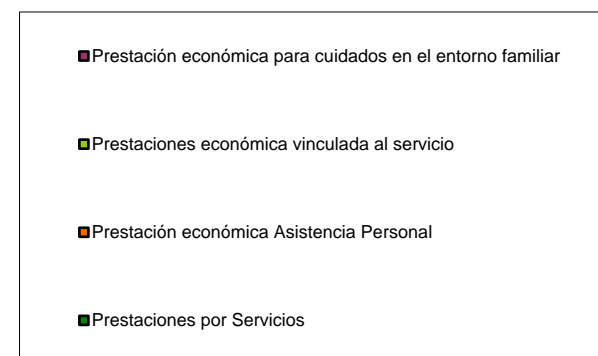 Prestación económica para cuidados en el entorno familiar
Prestaciones económica vinculada al servicio
Prestación económica Asistencia Personal
Prestaciones por Servicios